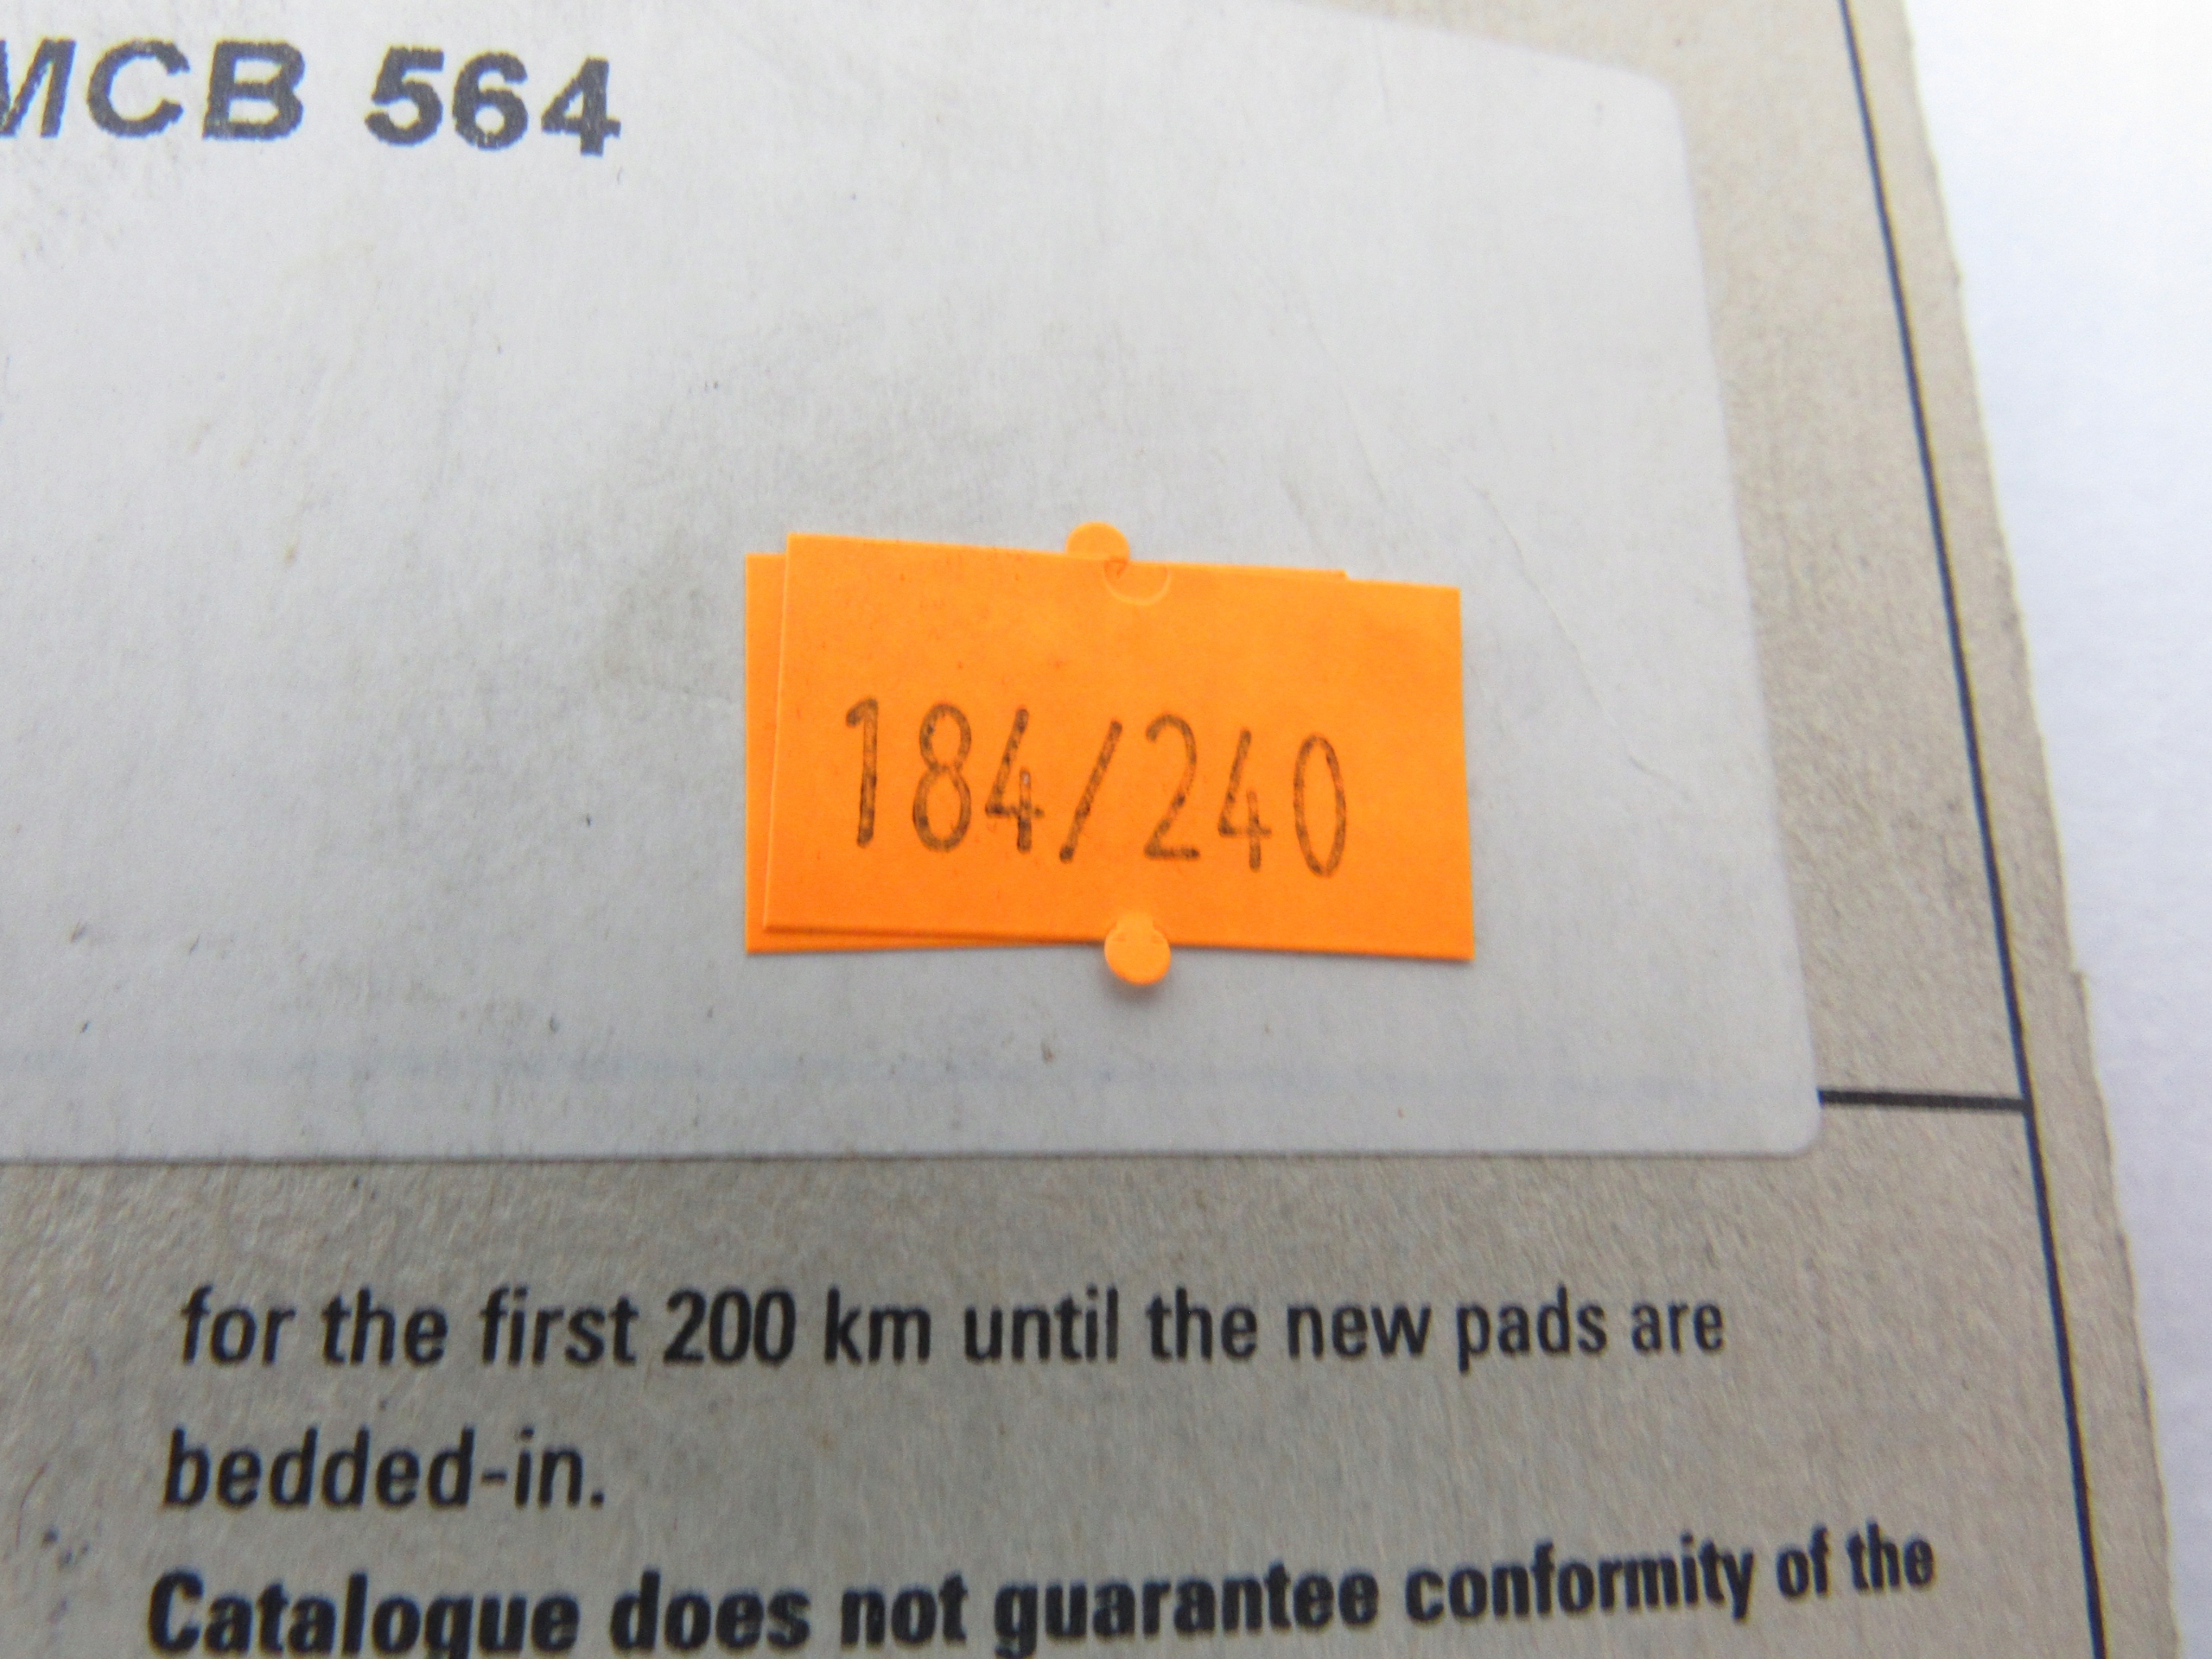 MCB 564
184/240
for the first 200 km until the new pads are
bedded-in.
Catalogue does not guarantee conformity of the